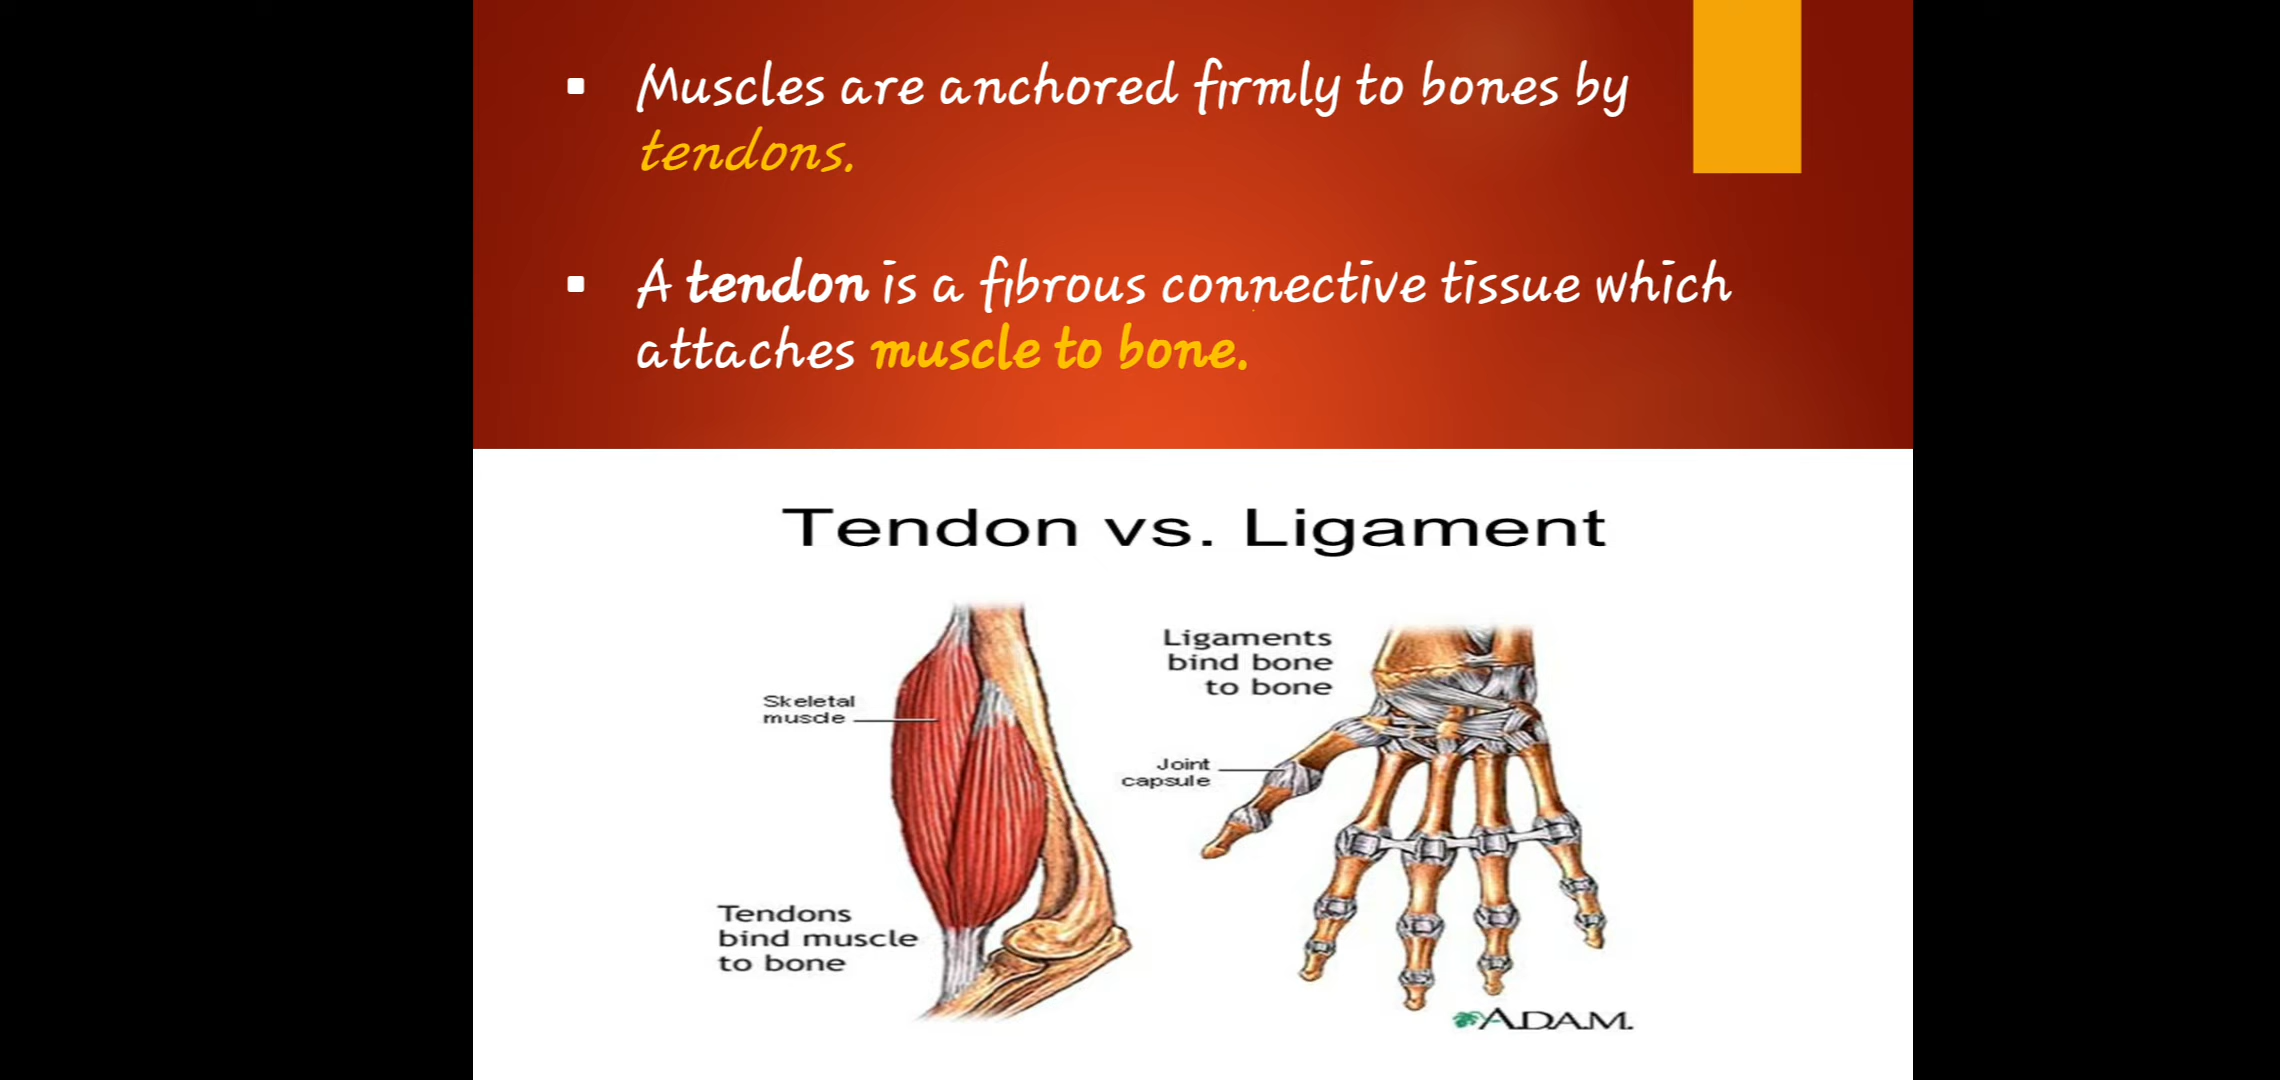 ▪ Muscles are anchored firmly to bones by
tendons.
▪ A tendon is a fibrous connective tissue which
attaches muscle to bone.
Tendon vs. Ligament
Skeletal
muscle
Tendons
bind muscle
to bone
Ligaments
bind bone
to bone
Joint
capsule
A.D.A.M.